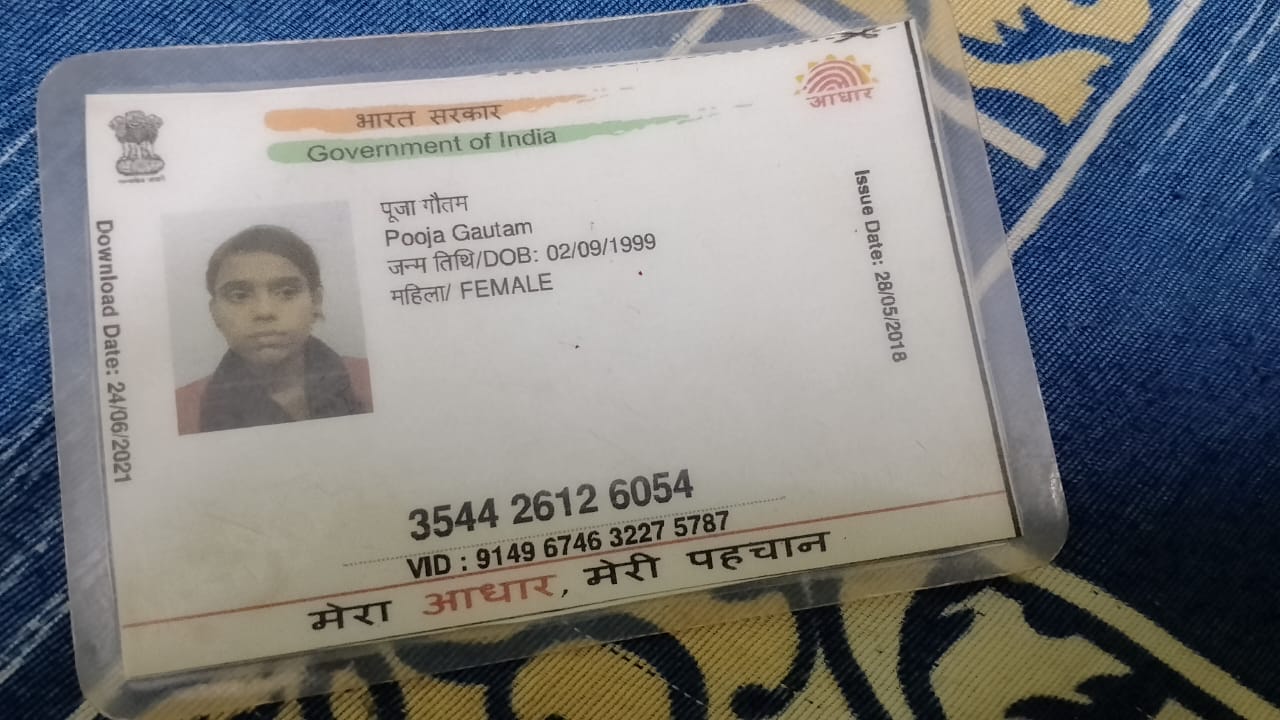 भारत सरकार
Government of India
आधार
Download Date: 24/06/2021
पूजा गौतम
Pooja Gautam
जन्म तिथि/DOB: 02/09/1999
महिला/ FEMALE
Issue Date: 28/05/2018
3544 2612 6054
VID : 9149 6746 3227 5787
मेरा आधार, मेरी पहचान